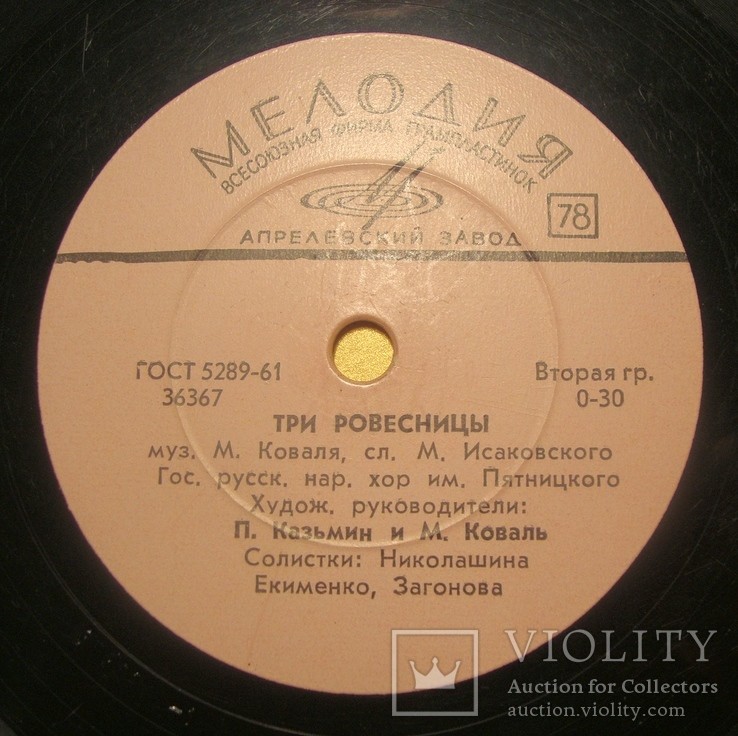 МЕЛОДИЯ
ВСЕСОЮЗНАЯ ФИРМА ГРАМПЛАСТИНОК
78
АПРЕЛЕВСКИЙ ЗАВОД
ГОСТ 5289-61
36367
Вторая гр.
0-30
ТРИ РОВЕСНИЦЫ
муз. М. Коваля, сл. М. Исаковского
Гос. русск. нар. хор им. Пятницкого
Худож. руководители:
П. Казьмин и М. Коваль
Солистки: Николашина
Екименко, Загонова
VIOLITY
Auction for Collectors
auction.violity.com